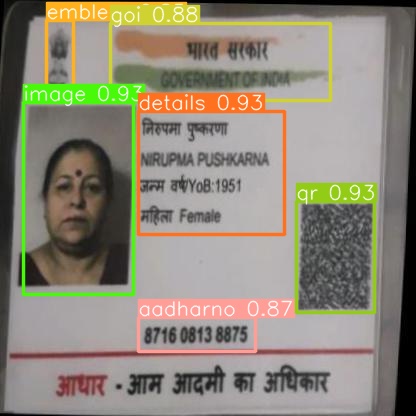 emble
goi 0.88
भारत सरकार
GOVERNMENT OF INDIA
image 0.93
details 0.93
निरुपमा पुष्करणा
NIRUPMA PUSHKARNA
जन्म वर्ष/YoB:1951
महिला Female
qr 0.93
aadharno 0.87
8716 0813 8875
आधार - आम आदमी का अधिकार